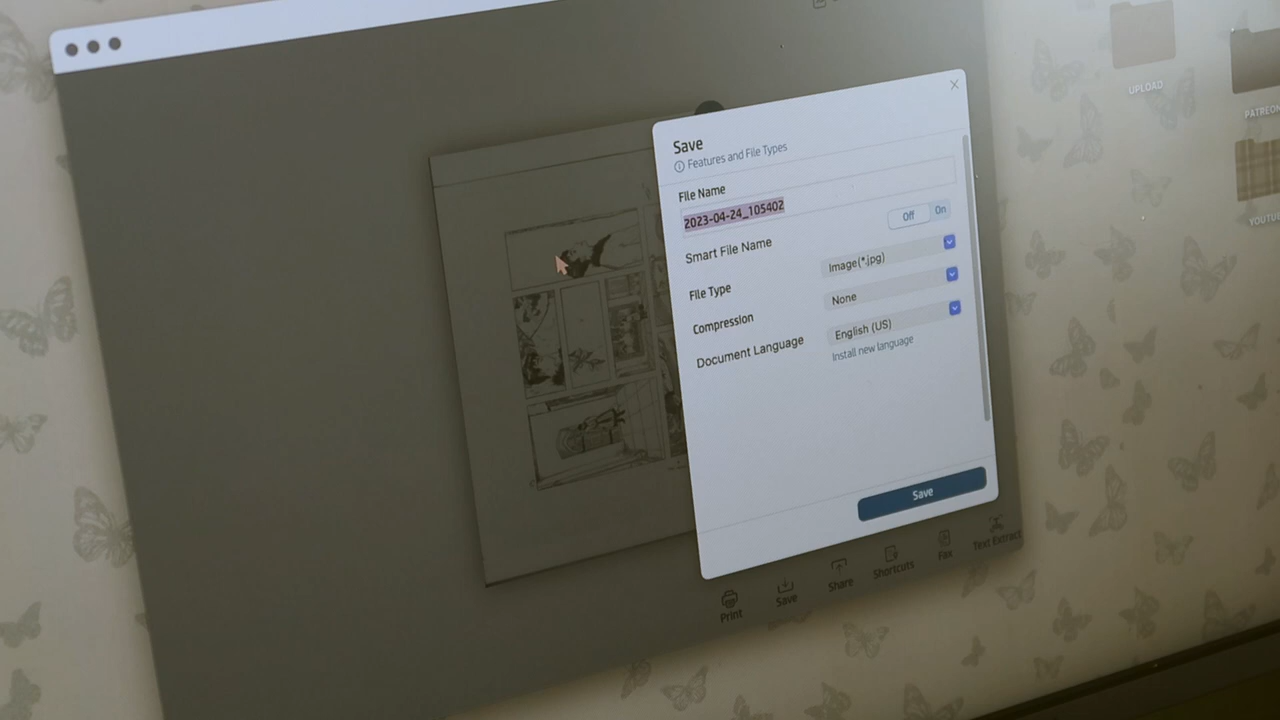 UPLOAD
PATREON
Save
Features and File Types
File Name
2023-04-24_105402
Smart File Name
Off On
File Type
Image(*.jpg)
Compression
None
Document Language
English (US)
Install new language
Save
Print
Save
Share
Shortcuts
Fax
Text Extract